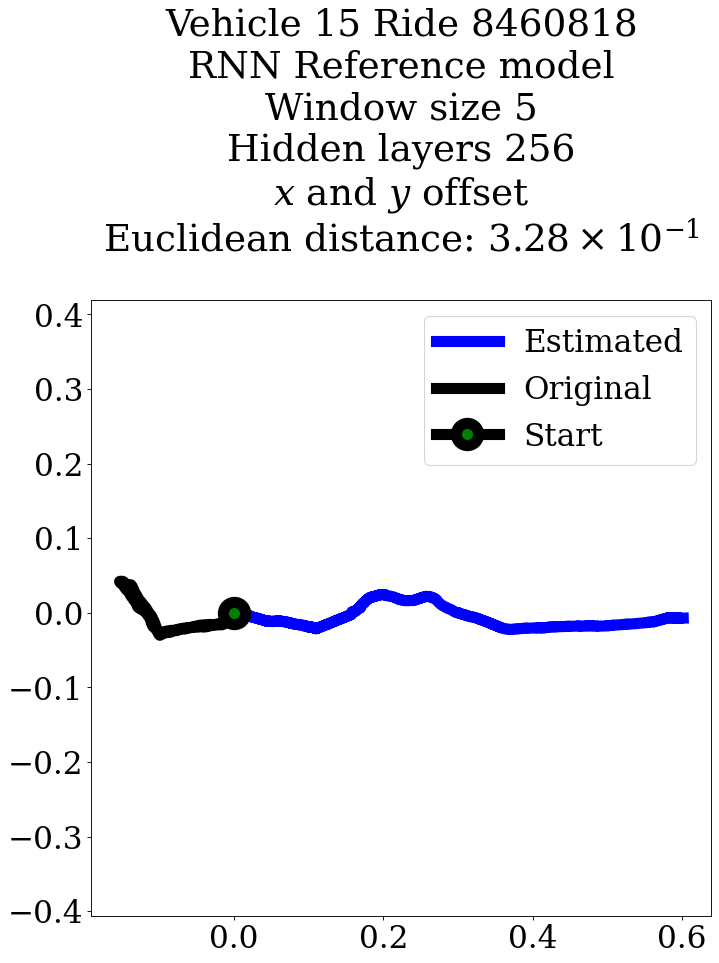 Vehicle 15 Ride 8460818
RNN Reference model
Window size 5
Hidden layers 256
x and y offset
Euclidean distance: 3.28 × 10⁻¹
Estimated
Original
Start
0.4
0.3
0.2
0.1
0.0
−0.1
−0.2
−0.3
−0.4
0.0 0.2 0.4 0.6